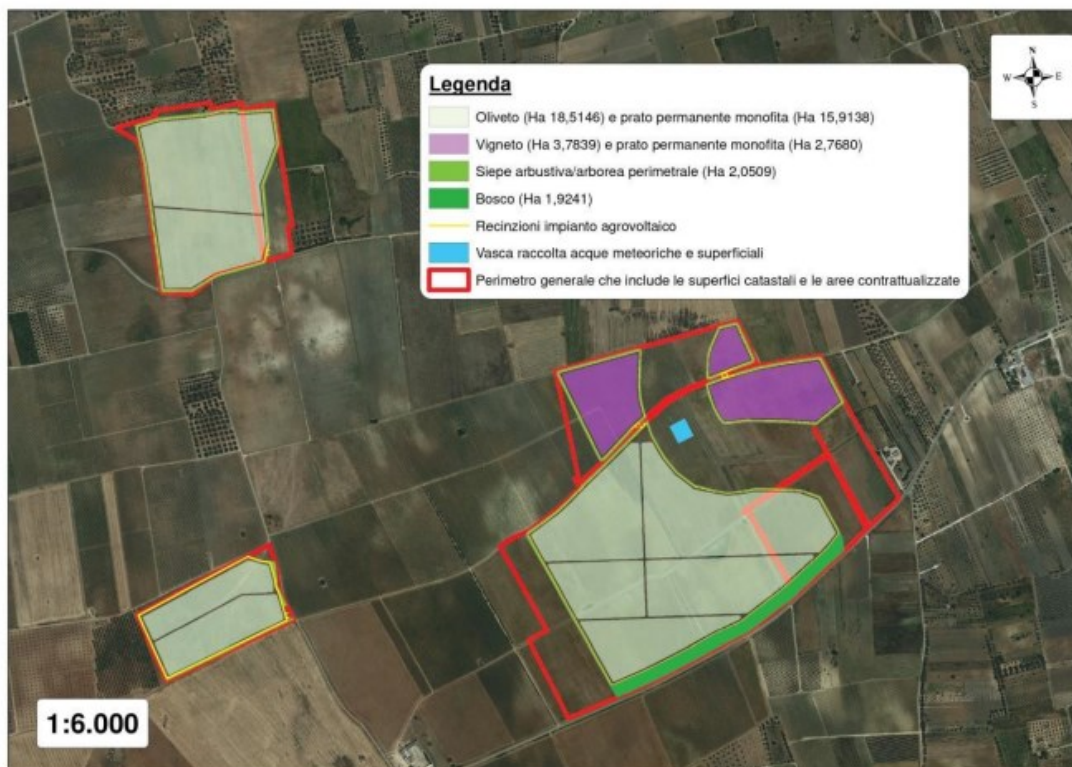 N
W E
S
Legenda
Oliveto (Ha 18,5146) e prato permanente monofita (Ha 15,9138)
Vigneto (Ha 3,7839) e prato permanente monofita (Ha 2,7680)
Siepe arbustiva/arborea perimetrale (Ha 2,0509)
Bosco (Ha 1,9241)
Recinzioni impianto agrovoltaico
Vasca raccolta acque meteoriche e superficiali
Perimetro generale che include le superfici catastali e le aree contrattualizzate
1:6.000